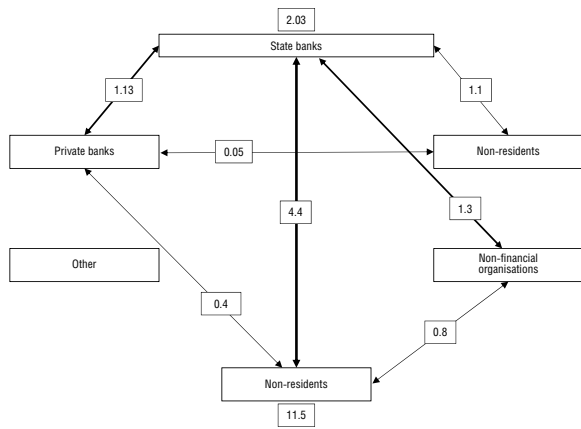 2.03
State banks
1.13
1.1
Private banks
0.05
Non-residents
4.4
1.3
Other
Non-financial
organisations
0.4
0.8
Non-residents
11.5